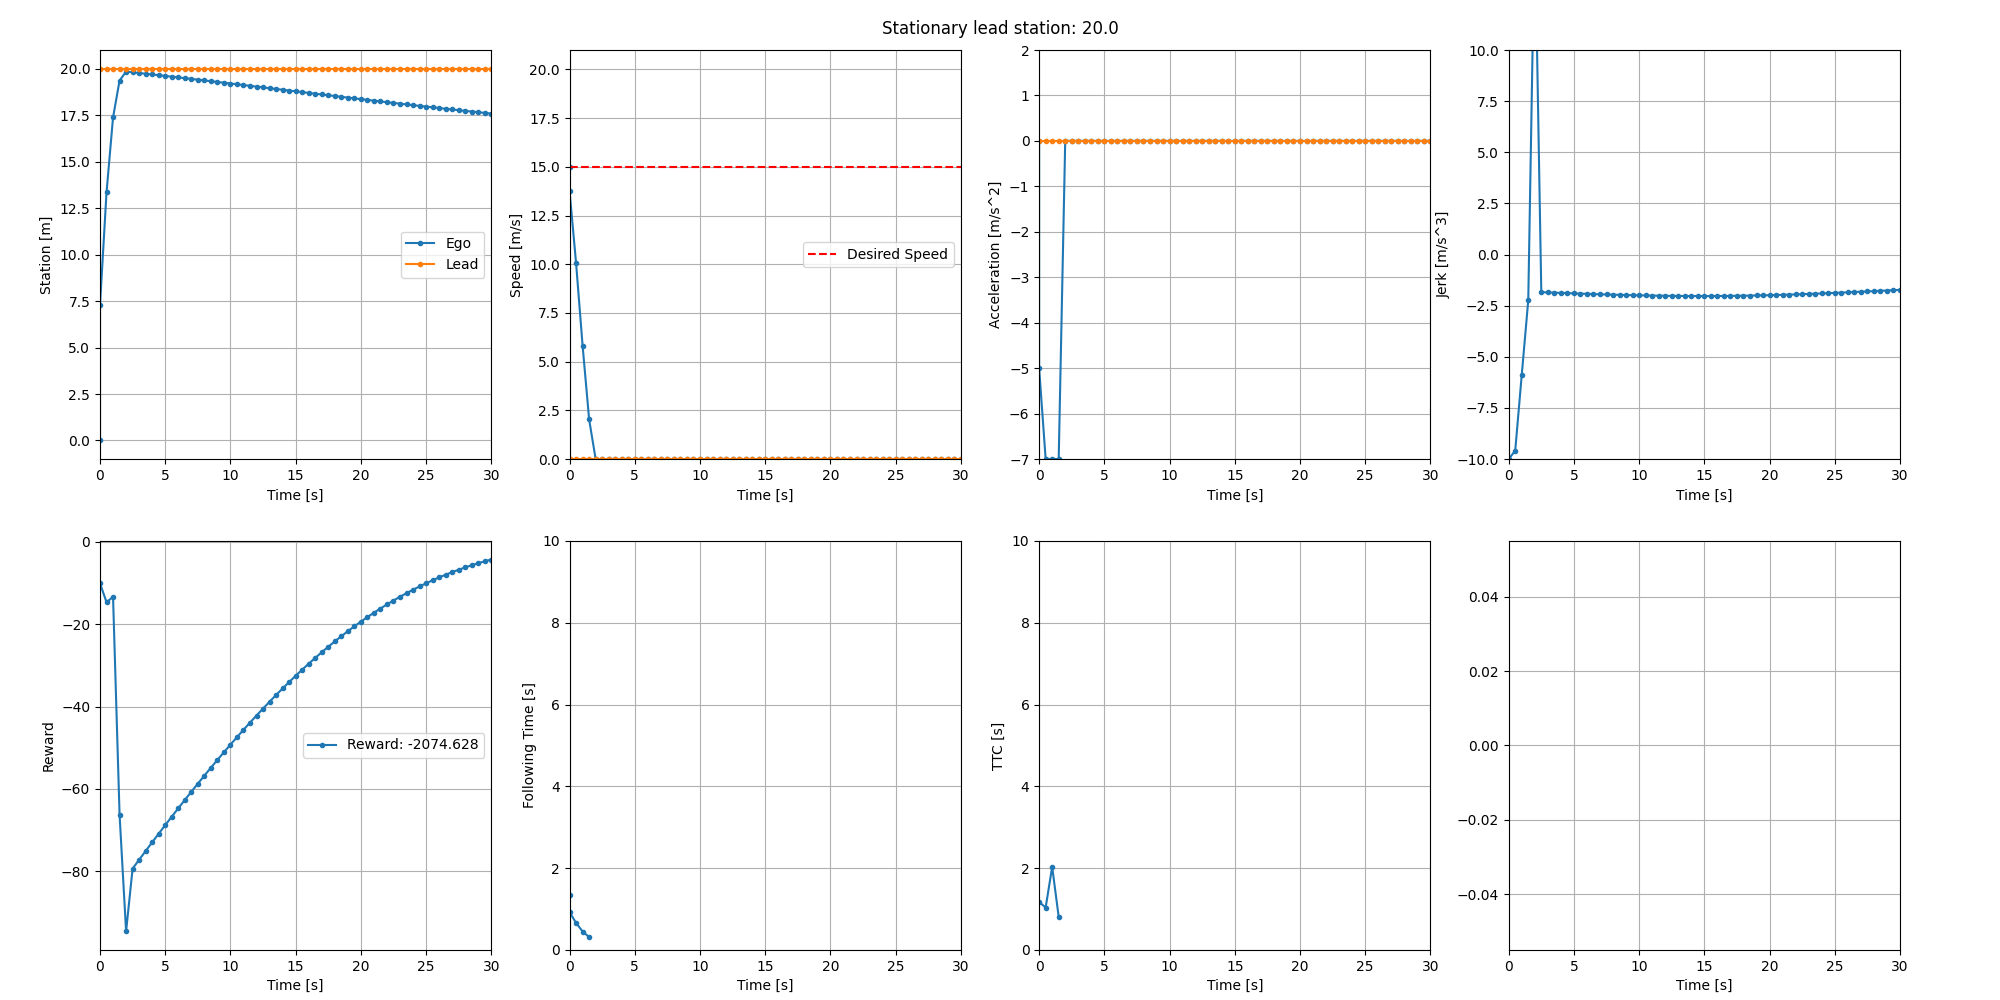 Stationary lead station: 20.0
20.0
17.5
15.0
12.5
10.0
7.5
5.0
2.5
0.0
Station [m]
Ego
Lead
0 5 10 15 20 25 30
Time [s]
20.0
17.5
15.0
12.5
10.0
7.5
5.0
2.5
0.0
Speed [m/s]
Desired Speed
0 5 10 15 20 25 30
Time [s]
2
1
0
−1
−2
−3
−4
−5
−6
−7
Acceleration [m/s^2]
0 5 10 15 20 25 30
Time [s]
10.0
7.5
5.0
2.5
0.0
−2.5
−5.0
−7.5
−10.0
Jerk [m/s^3]
0 5 10 15 20 25 30
Time [s]
0
−20
−40
−60
−80
Reward
Reward: -2074.628
0 5 10 15 20 25 30
Time [s]
10
8
6
4
2
0
Following Time [s]
0 5 10 15 20 25 30
Time [s]
10
8
6
4
2
0
TTC [s]
0 5 10 15 20 25 30
Time [s]
0.04
0.02
0.00
−0.02
−0.04
0 5 10 15 20 25 30
Time [s]